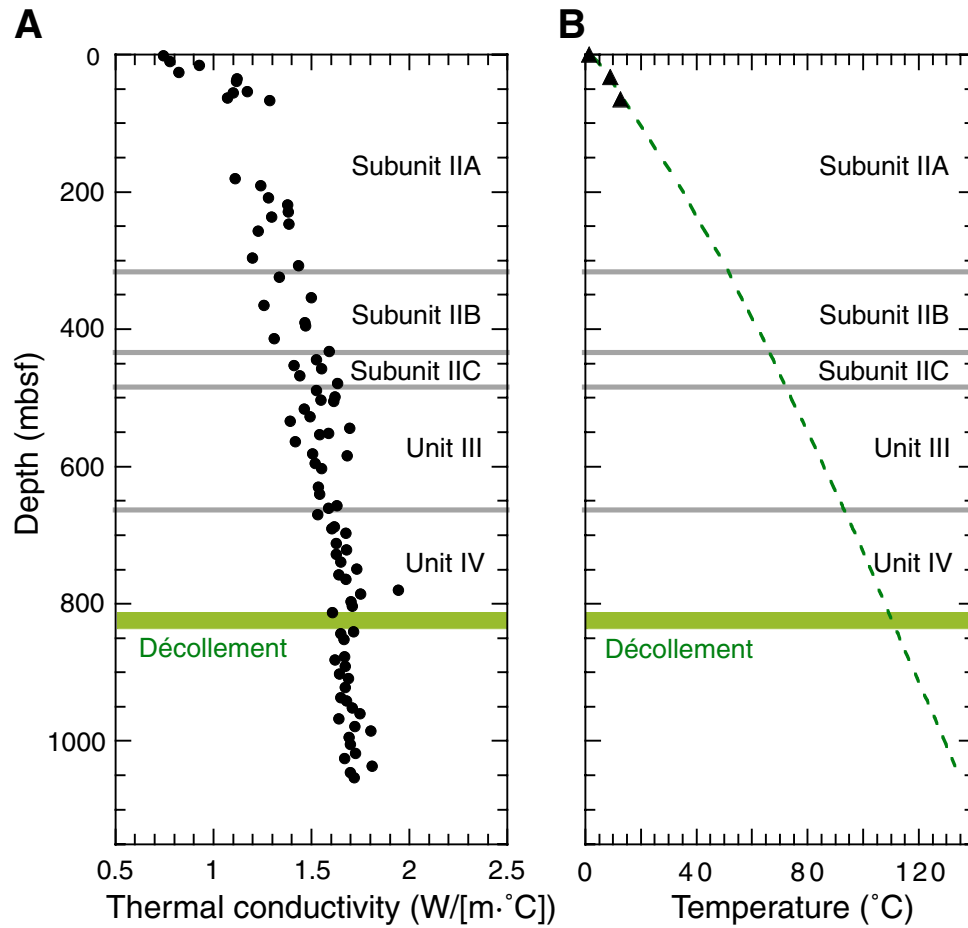 A
B
0
200
400
600
800
1000
Depth (mbsf)
Subunit IIA
Subunit IIB
Subunit IIC
Unit III
Unit IV
Décollement
0.5 1 1.5 2 2.5
Thermal conductivity (W/[m·˚C])
Subunit IIA
Subunit IIB
Subunit IIC
Unit III
Unit IV
Décollement
0 40 80 120
Temperature (˚C)